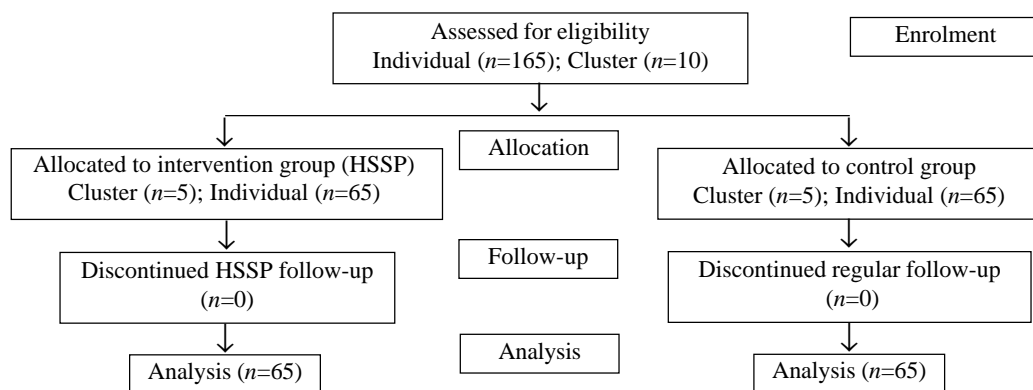 Assessed for eligibility
Individual (n=165); Cluster (n=10)
Enrolment
Allocation
Allocated to intervention group (HSSP)
Cluster (n=5); Individual (n=65)
Allocated to control group
Cluster (n=5); Individual (n=65)
Follow-up
Discontinued HSSP follow-up
(n=0)
Discontinued regular follow-up
(n=0)
Analysis
Analysis (n=65)
Analysis (n=65)